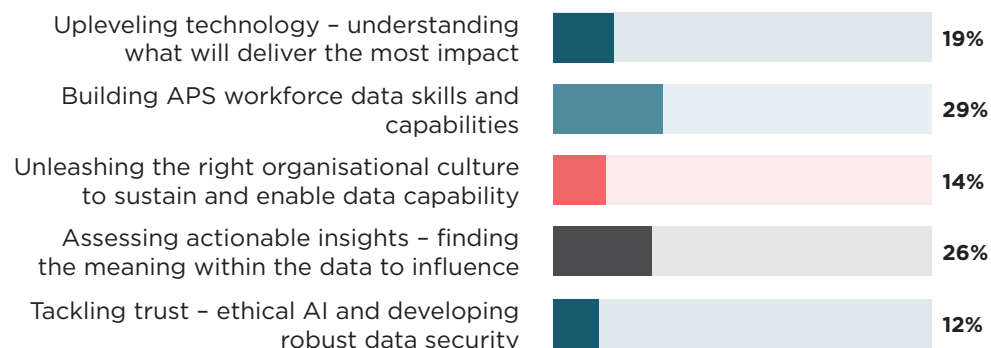 Upleveling technology – understanding
what will deliver the most impact
19%
Building APS workforce data skills and
capabilities
29%
Unleashing the right organisational culture
to sustain and enable data capability
14%
Assessing actionable insights – finding
the meaning within the data to influence
26%
Tackling trust – ethical AI and developing
robust data security
12%